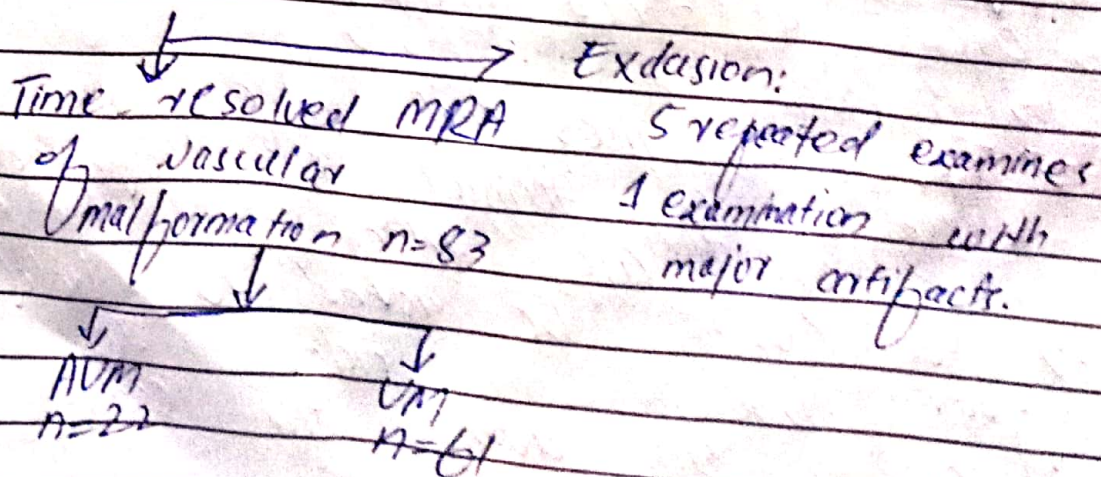 Exclusion:
Time resolved MRA
of vascular
malformation n=83
5 repeated examines
1 examination with
major artifacts.
AVM
n=22
VM
n=61